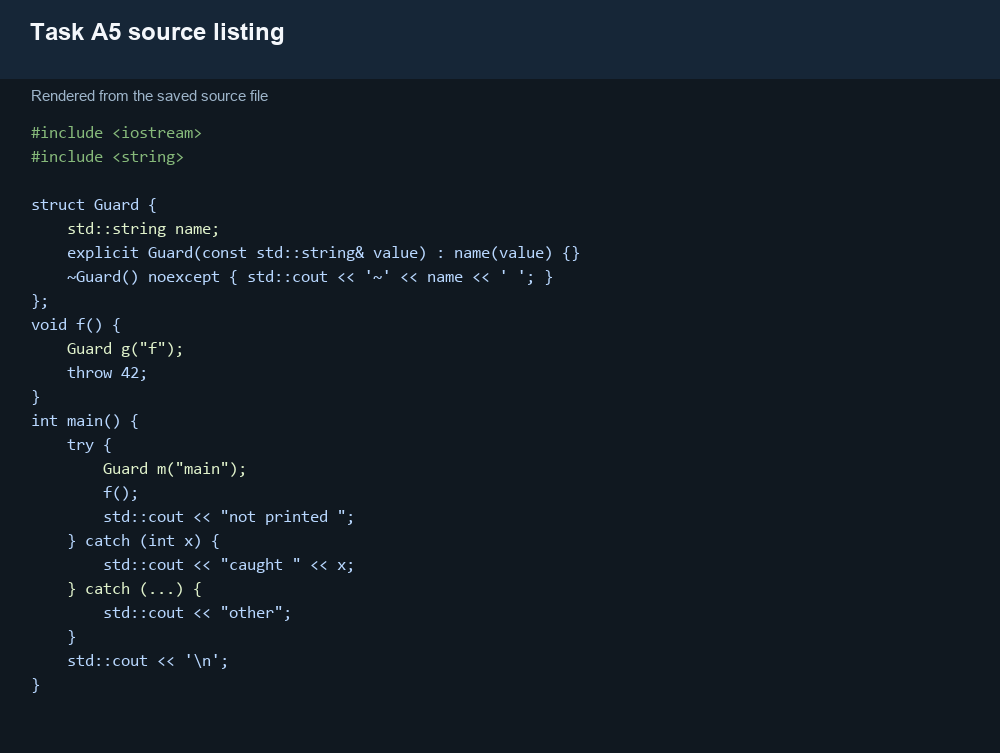 Task A5 source listing
Rendered from the saved source file
#include <iostream>
#include <string>
struct Guard {
    std::string name;
    explicit Guard(const std::string& value) : name(value) {}
    ~Guard() noexcept { std::cout << '~' << name << ' '; }
};
void f() {
    Guard g("f");
    throw 42;
}
int main() {
    try {
        Guard m("main");
        f();
        std::cout << "not printed ";
    } catch (int x) {
        std::cout << "caught " << x;
    } catch (...) {
        std::cout << "other";
    }
    std::cout << '\n';
}